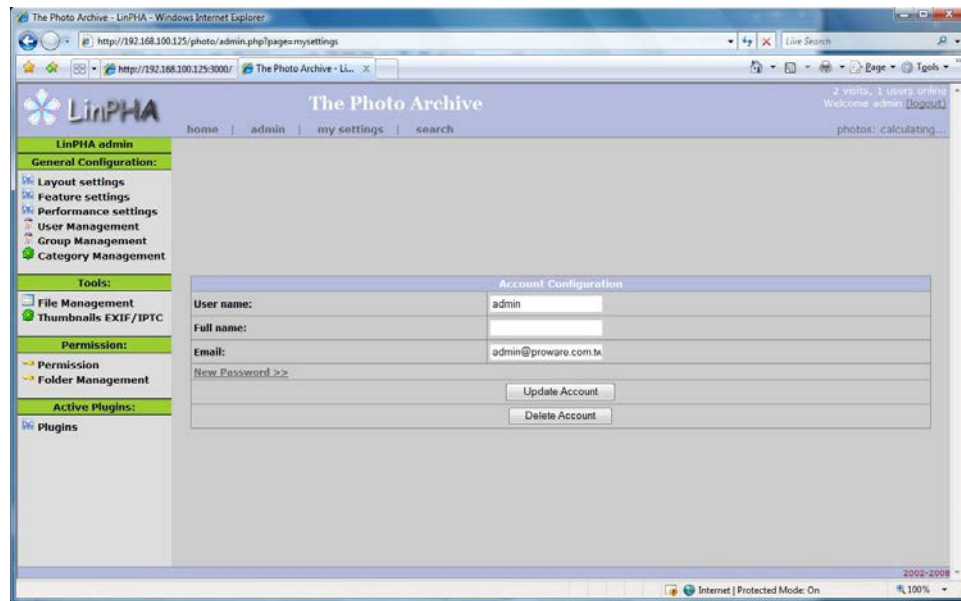 The Photo Archive - LinPHA - Windows Internet Explorer
http://192.168.100.125/photo/admin.php?page=mysettings
Live Search
http://192.168.100.125:3000/
The Photo Archive - Li...
Page
Tools
LinPHA
The Photo Archive
2 visits, 1 users online
Welcome admin (logout)
home | admin | my settings | search
photos: calculating...
LinPHA admin
General Configuration:
Layout settings
Feature settings
Performance settings
User Management
Group Management
Category Management
Tools:
File Management
Thumbnails EXIF/IPTC
Permission:
Permission
Folder Management
Active Plugins:
Plugins
Account Configuration
User name:
admin
Full name:
Email:
admin@proware.com.tw
New Password >>
Update Account
Delete Account
2002-2008
Internet | Protected Mode: On
100%